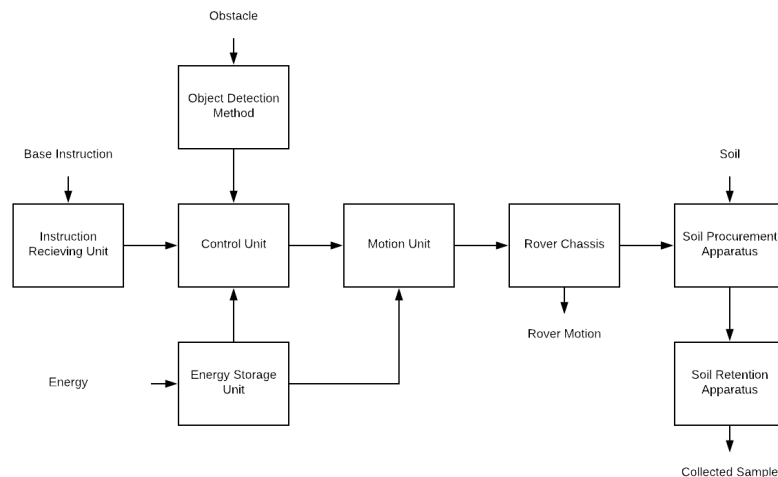 Obstacle
Object Detection
Method
Base Instruction
Soil
Instruction
Recieving Unit
Control Unit
Motion Unit
Rover Chassis
Soil Procurement
Apparatus
Rover Motion
Energy
Energy Storage
Unit
Soil Retention
Apparatus
Collected Sample